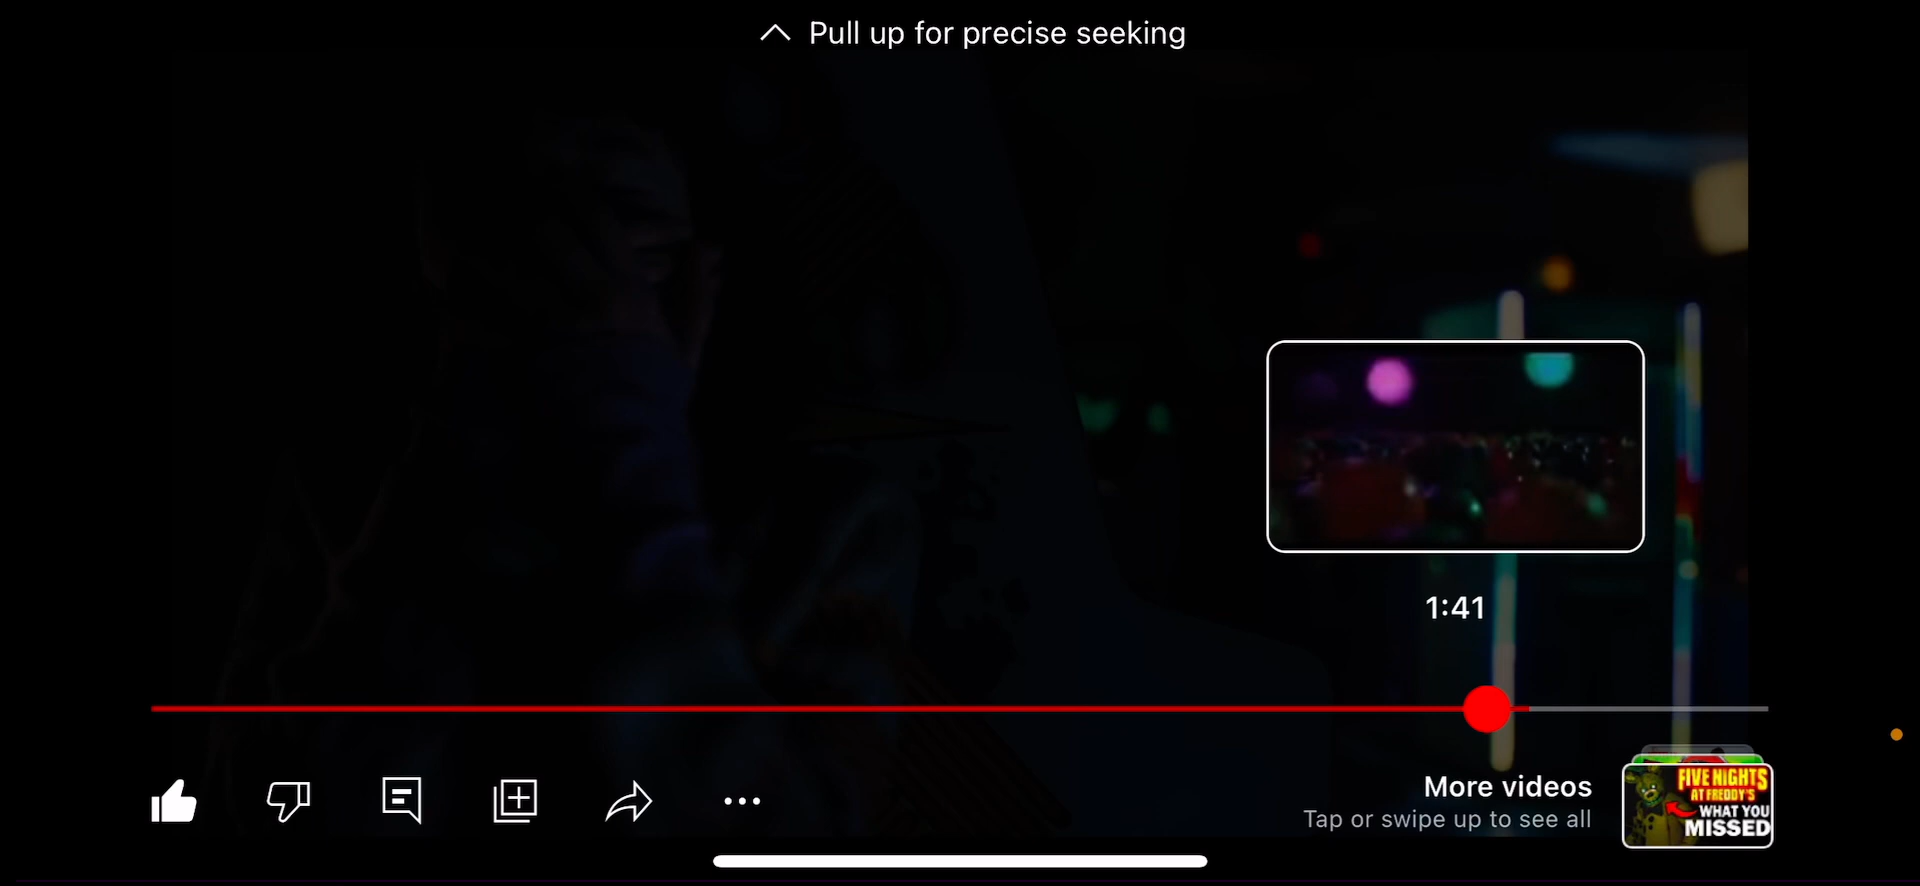 Pull up for precise seeking
1:41
More videos
Tap or swipe up to see all
FIVE NIGHTS
AT FREDDY'S
WHAT YOU
MISSED